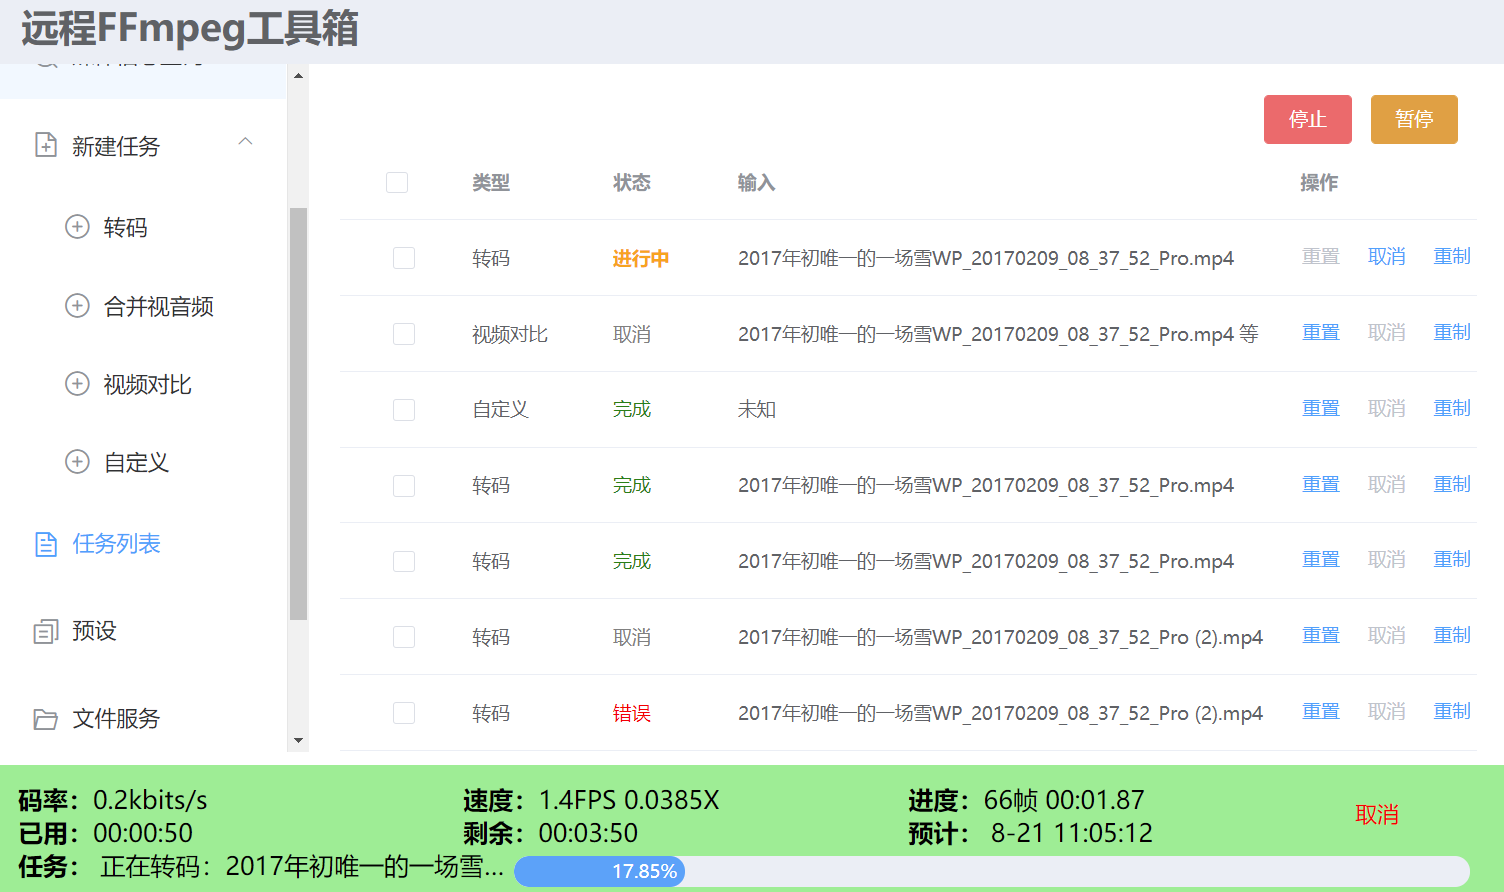 远程FFmpeg工具箱
新建任务
转码
合并视音频
视频对比
自定义
任务列表
预设
文件服务
停止 暂停
类型 状态 输入 操作
转码 进行中 2017年初唯一的一场雪WP_20170209_08_37_52_Pro.mp4 重置 取消 重制
视频对比 取消 2017年初唯一的一场雪WP_20170209_08_37_52_Pro.mp4 等 重置 取消 重制
自定义 完成 未知 重置 取消 重制
转码 完成 2017年初唯一的一场雪WP_20170209_08_37_52_Pro.mp4 重置 取消 重制
转码 完成 2017年初唯一的一场雪WP_20170209_08_37_52_Pro.mp4 重置 取消 重制
转码 取消 2017年初唯一的一场雪WP_20170209_08_37_52_Pro (2).mp4 重置 取消 重制
转码 错误 2017年初唯一的一场雪WP_20170209_08_37_52_Pro (2).mp4 重置 取消 重制
码率：0.2kbits/s 速度：1.4FPS 0.0385X 进度：66帧 00:01.87 取消
已用：00:00:50 剩余：00:03:50 预计： 8-21 11:05:12
任务： 正在转码：2017年初唯一的一场雪... 17.85%